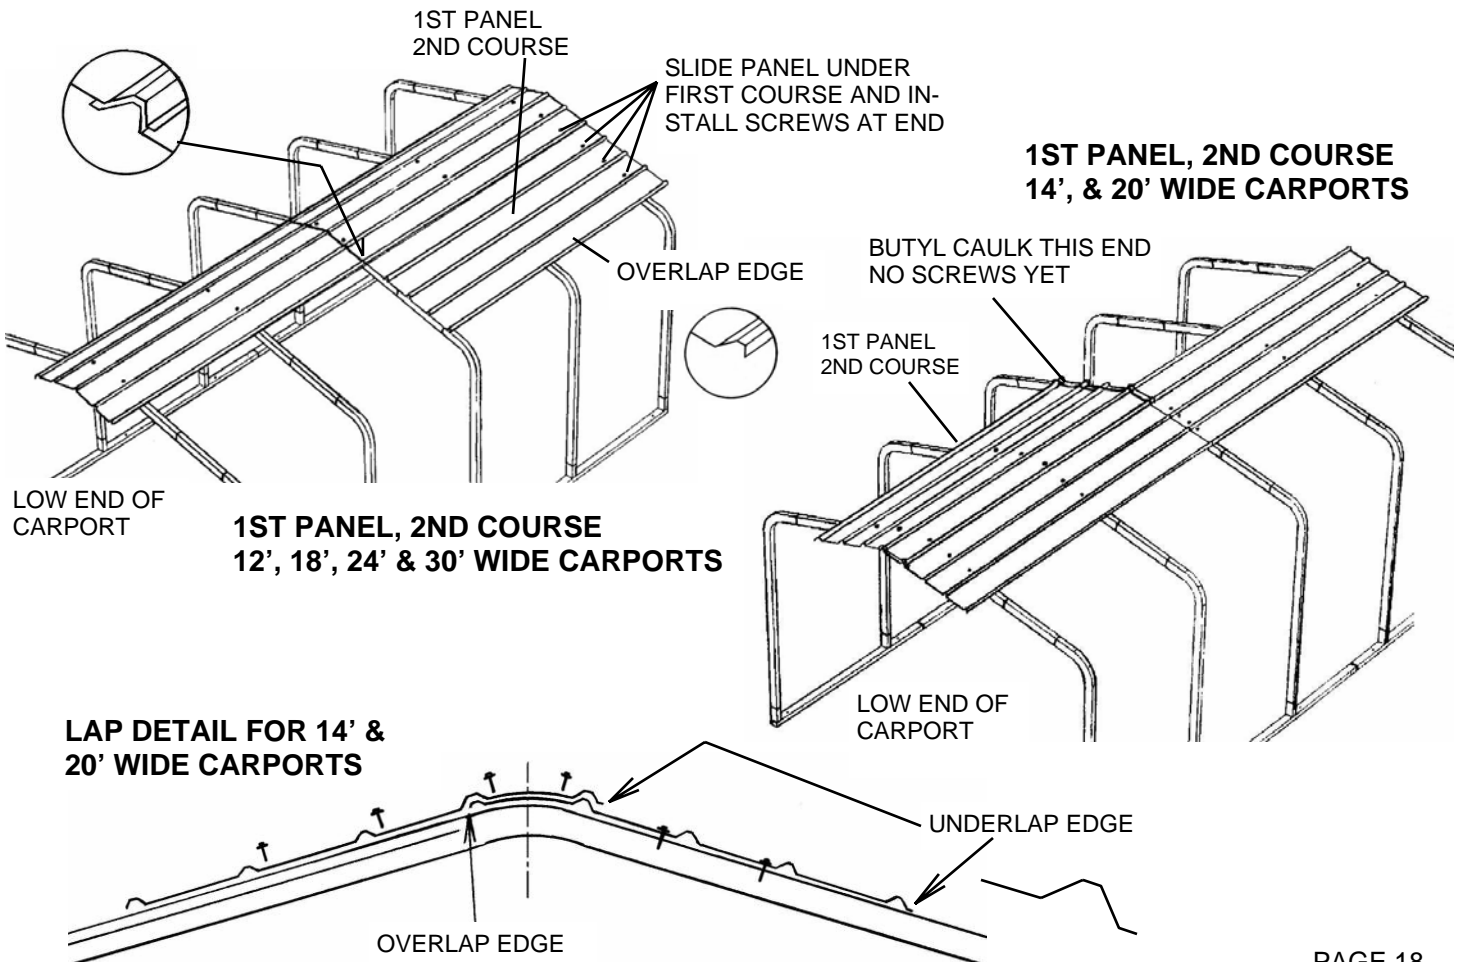 1ST PANEL
2ND COURSE
SLIDE PANEL UNDER
FIRST COURSE AND IN-
STALL SCREWS AT END
OVERLAP EDGE
LOW END OF
CARPORT
1ST PANEL, 2ND COURSE
12', 18', 24' & 30' WIDE CARPORTS
1ST PANEL, 2ND COURSE
14', & 20' WIDE CARPORTS
BUTYL CAULK THIS END
NO SCREWS YET
1ST PANEL
2ND COURSE
LOW END OF
CARPORT
LAP DETAIL FOR 14' &
20' WIDE CARPORTS
UNDERLAP EDGE
OVERLAP EDGE
PAGE 18